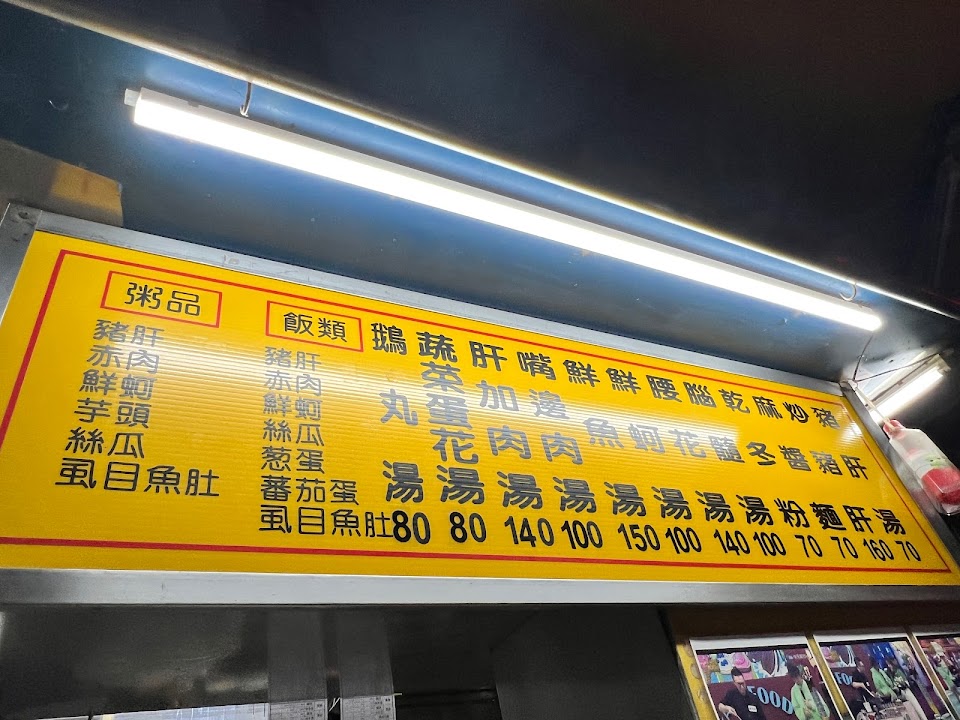 粥品
豬肝
赤肉
鮮蚵
芋頭
絲瓜
虱目魚肚
飯類
豬肝
赤肉
鮮蚵
絲瓜
葱蛋
蕃茄蛋
虱目魚肚
鵝丸湯 80
蔬菜蛋花湯 80
肝加肉湯 140
嘴邊肉湯 100
鮮魚湯 150
鮮蚵湯 100
腰花湯 140
腦髓湯 100
乾冬粉 70
麻醬麵 70
炒豬肝 160
豬肝湯 70
FOOD